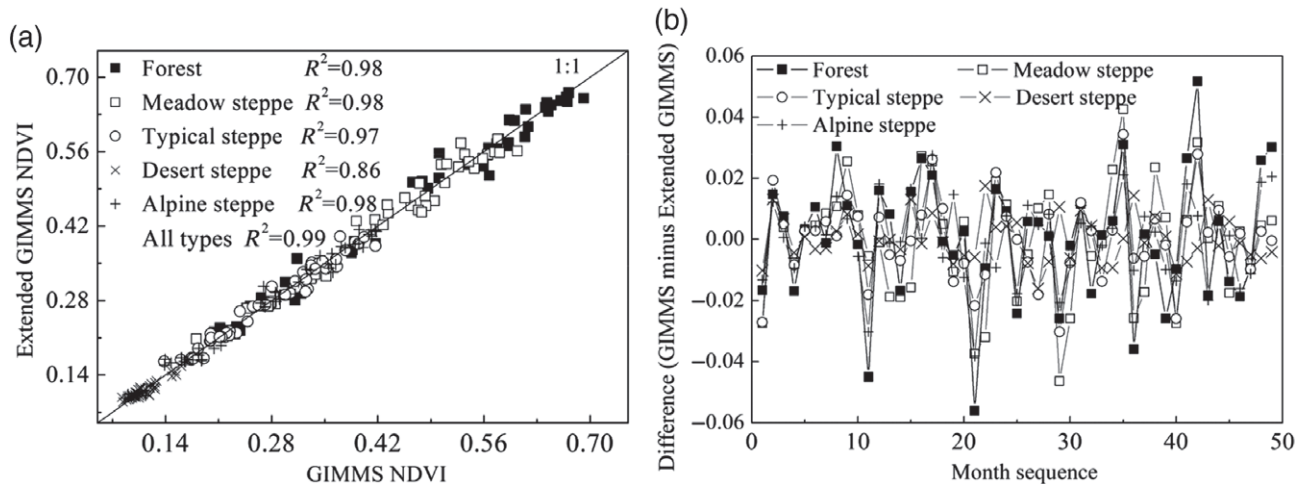 (a)
Extended GIMMS NDVI
0.70
0.56
0.42
0.28
0.14
Forest R²=0.98
Meadow steppe R²=0.98
Typical steppe R²=0.97
Desert steppe R²=0.86
Alpine steppe R²=0.98
All types R²=0.99
1:1
0.14 0.28 0.42 0.56 0.70
GIMMS NDVI
(b)
Difference (GIMMS minus Extended GIMMS)
0.06
0.04
0.02
0.00
−0.02
−0.04
−0.06
Forest Meadow steppe
Typical steppe Desert steppe
Alpine steppe
0 10 20 30 40 50
Month sequence